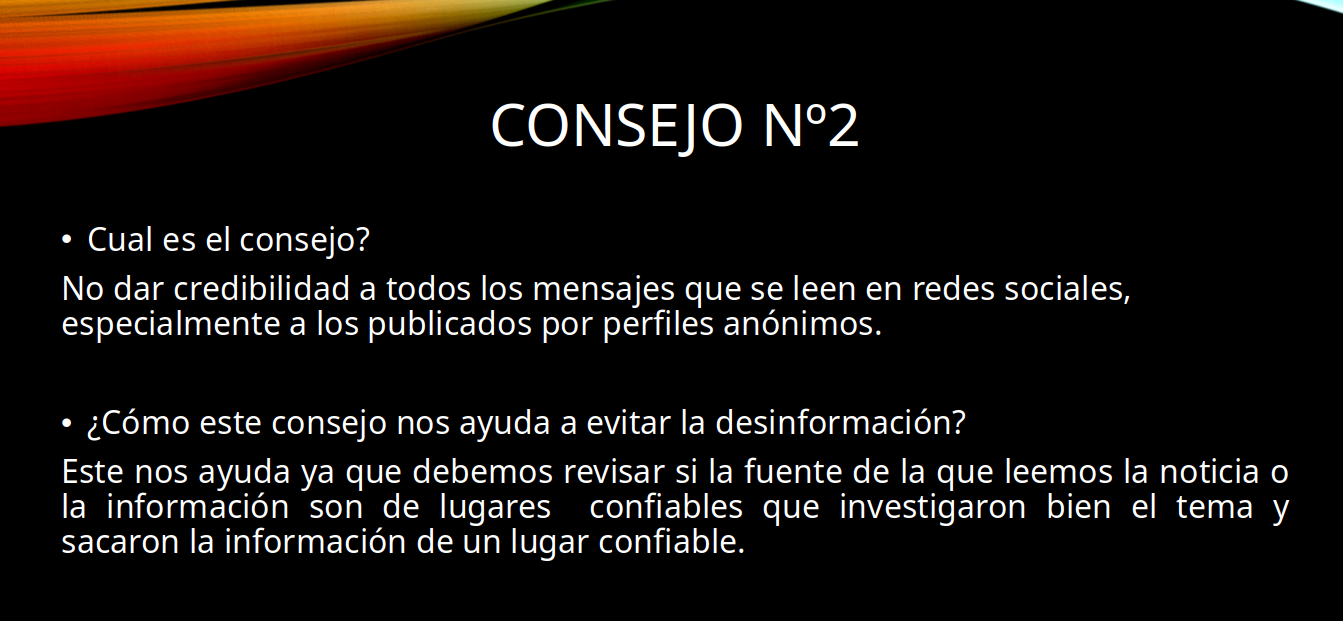 CONSEJO Nº2
• Cual es el consejo?
No dar credibilidad a todos los mensajes que se leen en redes sociales,
especialmente a los publicados por perfiles anónimos.
• ¿Cómo este consejo nos ayuda a evitar la desinformación?
Este nos ayuda ya que debemos revisar si la fuente de la que leemos la noticia o
la información son de lugares  confiables que investigaron bien el tema y
sacaron la información de un lugar confiable.